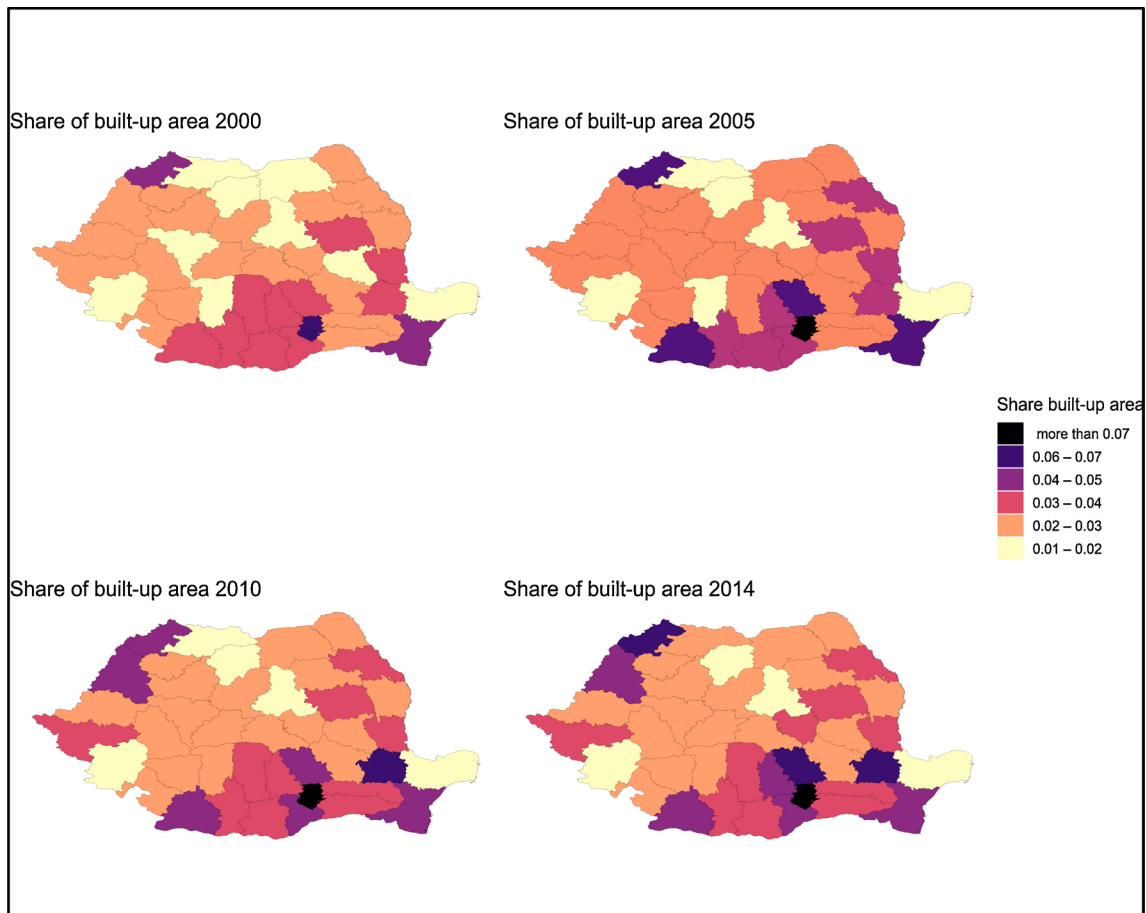 Share of built-up area 2000
Share of built-up area 2005
Share built-up area
more than 0.07
0.06 – 0.07
0.04 – 0.05
0.03 – 0.04
0.02 – 0.03
0.01 – 0.02
Share of built-up area 2010
Share of built-up area 2014